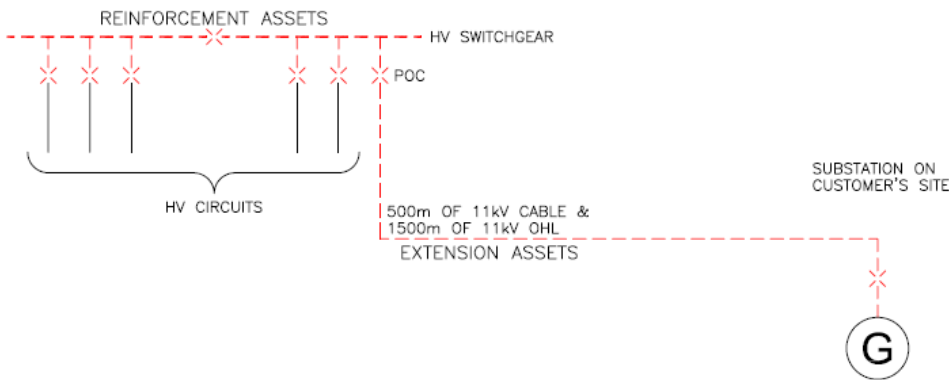 REINFORCEMENT ASSETS
HV SWITCHGEAR
POC
HV CIRCUITS
SUBSTATION ON
CUSTOMER'S SITE
500m OF 11kV CABLE &
1500m OF 11kV OHL
EXTENSION ASSETS
G